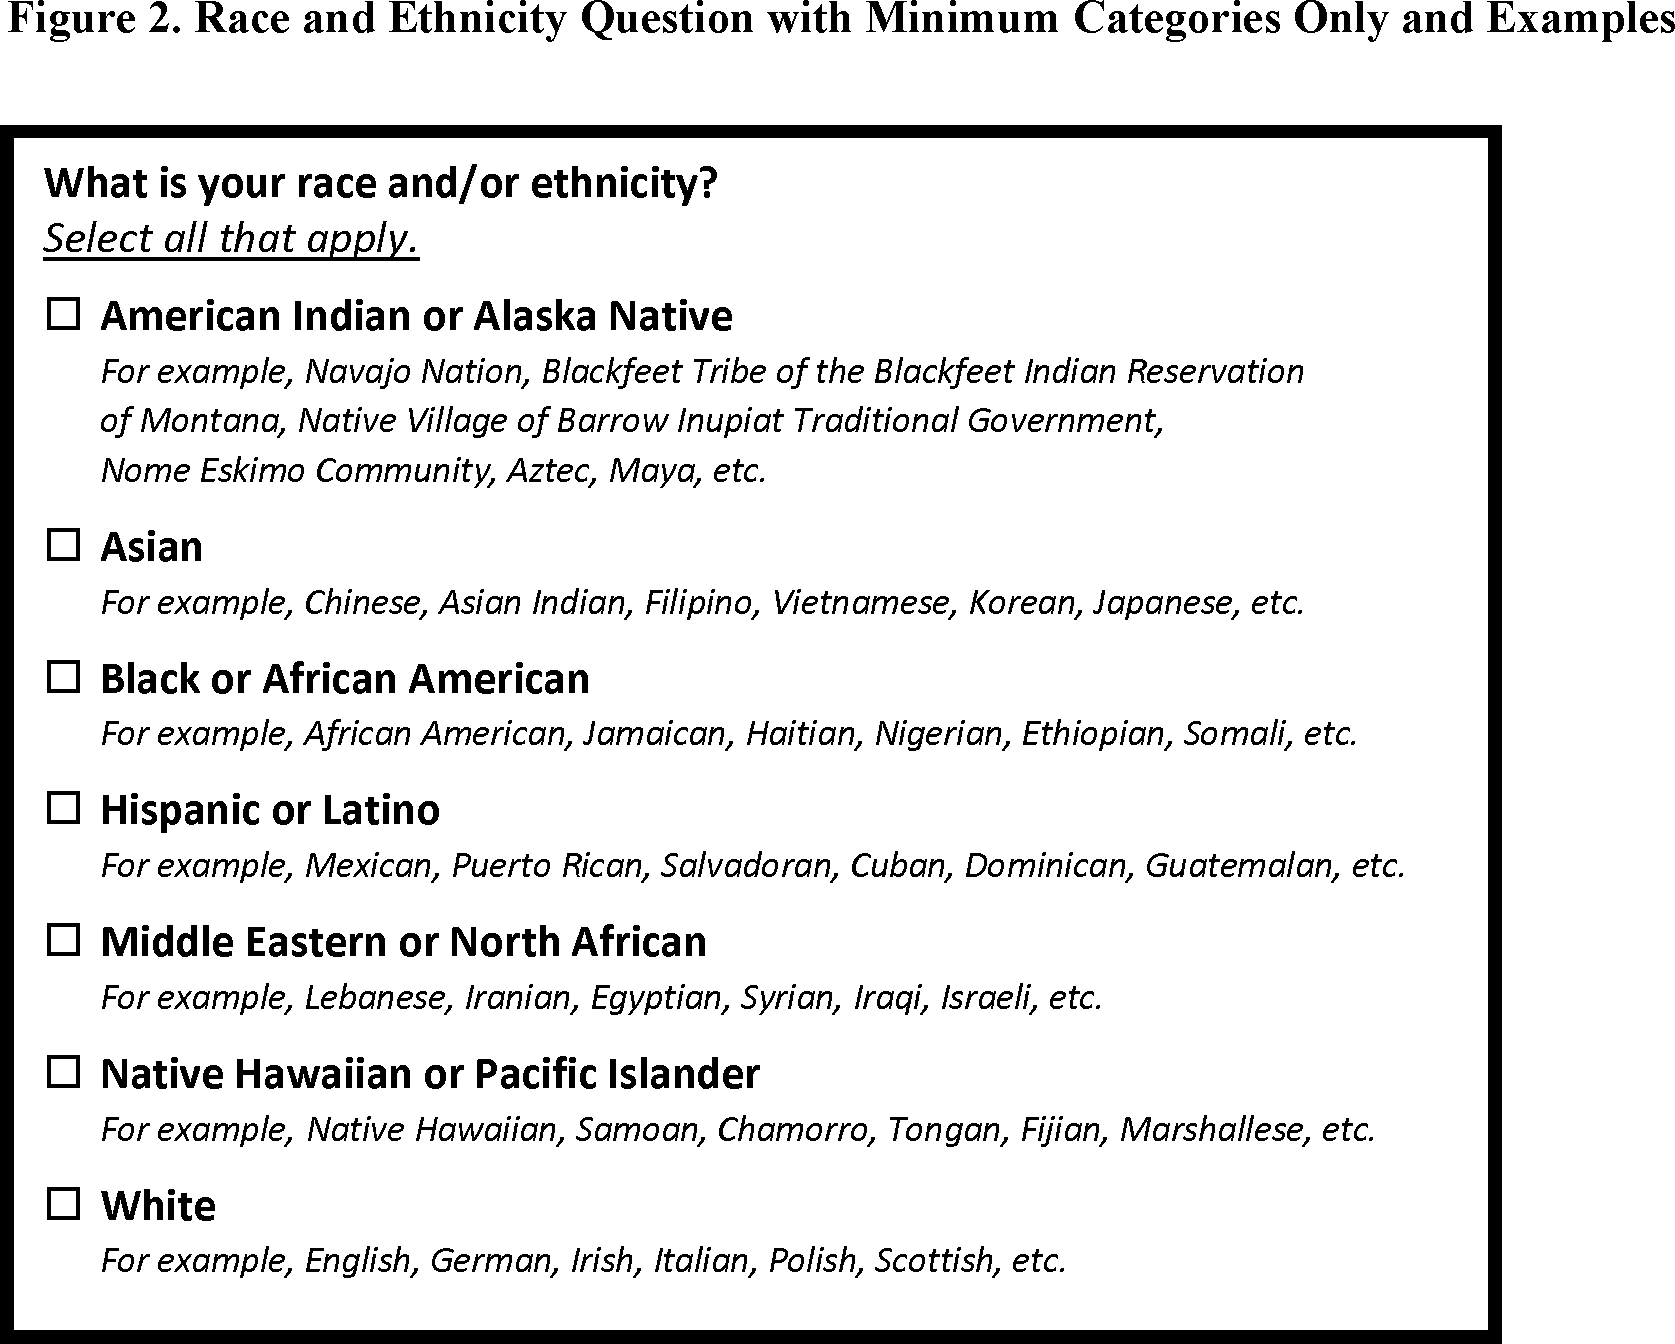 Figure 2. Race and Ethnicity Question with Minimum Categories Only and Examples
What is your race and/or ethnicity?
Select all that apply.
☐ American Indian or Alaska Native
For example, Navajo Nation, Blackfeet Tribe of the Blackfeet Indian Reservation
of Montana, Native Village of Barrow Inupiat Traditional Government,
Nome Eskimo Community, Aztec, Maya, etc.
☐ Asian
For example, Chinese, Asian Indian, Filipino, Vietnamese, Korean, Japanese, etc.
☐ Black or African American
For example, African American, Jamaican, Haitian, Nigerian, Ethiopian, Somali, etc.
☐ Hispanic or Latino
For example, Mexican, Puerto Rican, Salvadoran, Cuban, Dominican, Guatemalan, etc.
☐ Middle Eastern or North African
For example, Lebanese, Iranian, Egyptian, Syrian, Iraqi, Israeli, etc.
☐ Native Hawaiian or Pacific Islander
For example, Native Hawaiian, Samoan, Chamorro, Tongan, Fijian, Marshallese, etc.
☐ White
For example, English, German, Irish, Italian, Polish, Scottish, etc.